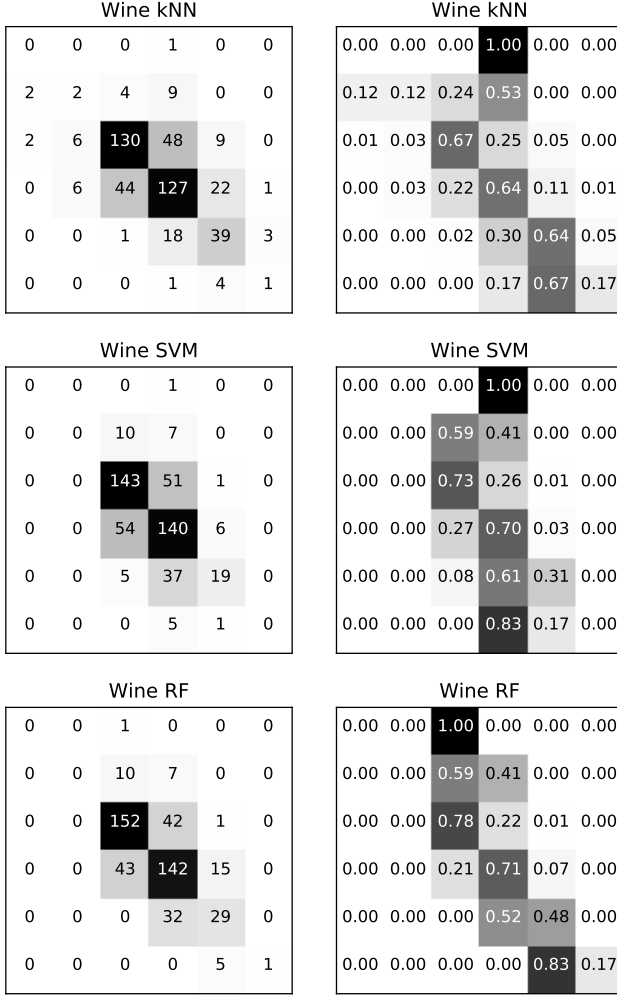 Wine kNN Wine kNN
0 0 0 1 0 0 0.00 0.00 0.00 1.00 0.00 0.00
2 2 4 9 0 0 0.12 0.12 0.24 0.53 0.00 0.00
2 6 130 48 9 0 0.01 0.03 0.67 0.25 0.05 0.00
0 6 44 127 22 1 0.00 0.03 0.22 0.64 0.11 0.01
0 0 1 18 39 3 0.00 0.00 0.02 0.30 0.64 0.05
0 0 0 1 4 1 0.00 0.00 0.00 0.17 0.67 0.17
Wine SVM Wine SVM
0 0 0 1 0 0 0.00 0.00 0.00 1.00 0.00 0.00
0 0 10 7 0 0 0.00 0.00 0.59 0.41 0.00 0.00
0 0 143 51 1 0 0.00 0.00 0.73 0.26 0.01 0.00
0 0 54 140 6 0 0.00 0.00 0.27 0.70 0.03 0.00
0 0 5 37 19 0 0.00 0.00 0.08 0.61 0.31 0.00
0 0 0 5 1 0 0.00 0.00 0.00 0.83 0.17 0.00
Wine RF Wine RF
0 0 1 0 0 0 0.00 0.00 1.00 0.00 0.00 0.00
0 0 10 7 0 0 0.00 0.00 0.59 0.41 0.00 0.00
0 0 152 42 1 0 0.00 0.00 0.78 0.22 0.01 0.00
0 0 43 142 15 0 0.00 0.00 0.21 0.71 0.07 0.00
0 0 0 32 29 0 0.00 0.00 0.00 0.52 0.48 0.00
0 0 0 0 5 1 0.00 0.00 0.00 0.00 0.83 0.17